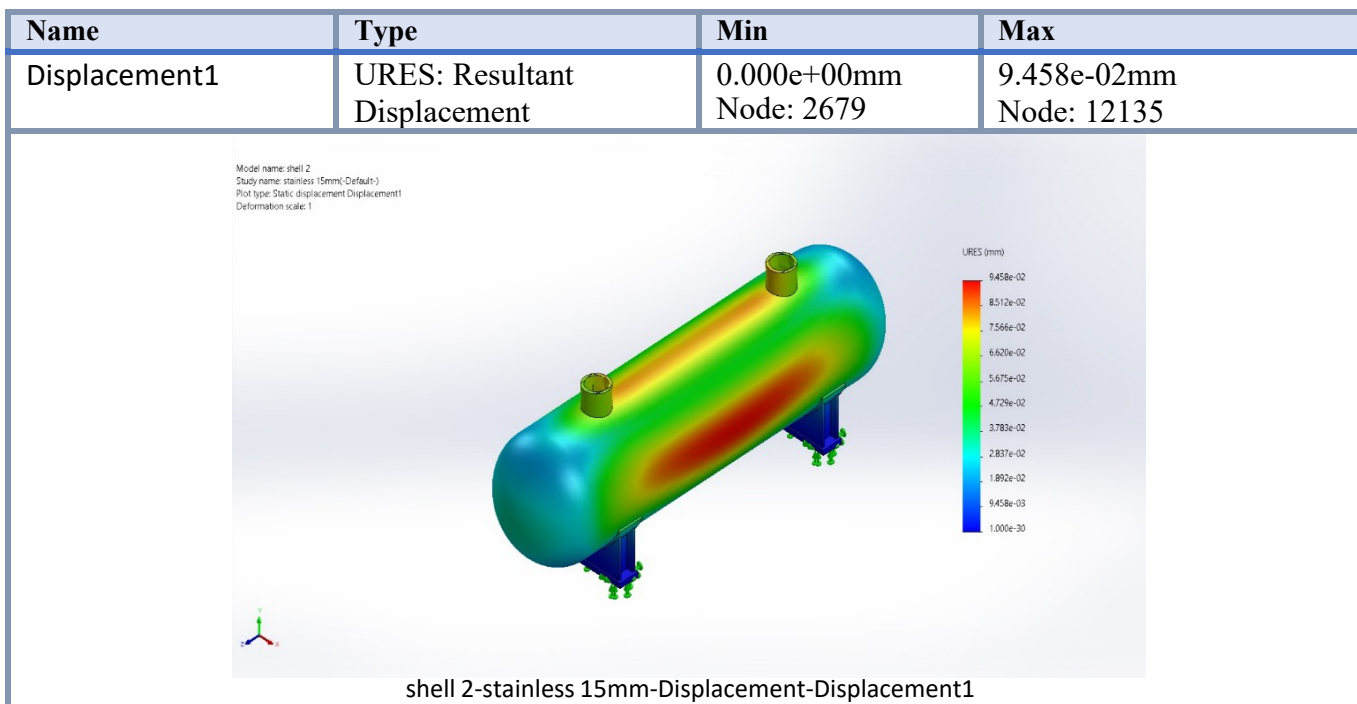 Name Type Min Max
Displacement1 URES: Resultant 0.000e+00mm 9.458e-02mm
Displacement Node: 2679 Node: 12135
Model name: shell 2
Study name: stainless 15mm(-Default-)
Plot type: Static displacement Displacement1
Deformation scale: 1
URES (mm)
9.458e-02
8.512e-02
7.566e-02
6.620e-02
5.675e-02
4.729e-02
3.783e-02
2.837e-02
1.892e-02
9.458e-03
1.000e-30
Y
Z X
shell 2-stainless 15mm-Displacement-Displacement1